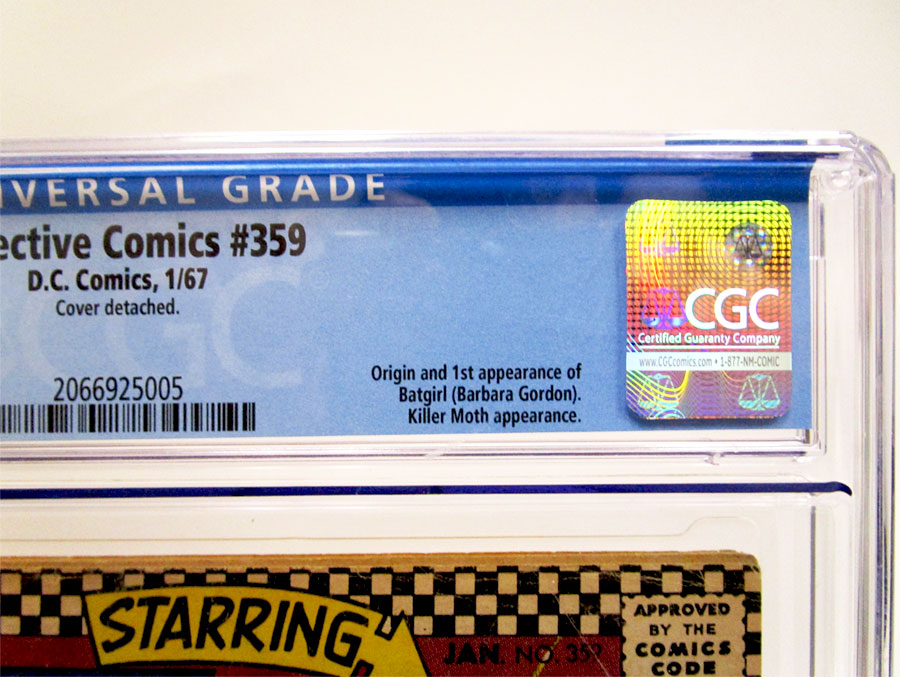 IVERSAL GRADE
ective Comics #359
D.C. Comics, 1/67
Cover detached.
2066925005
Origin and 1st appearance of
Batgirl (Barbara Gordon).
Killer Moth appearance.
CGC
Certified Guaranty Company
www.CGCcomics.com • 1-877-NM-COMIC
STARRING
JAN. NO. 359
APPROVED
BY THE
COMICS
CODE